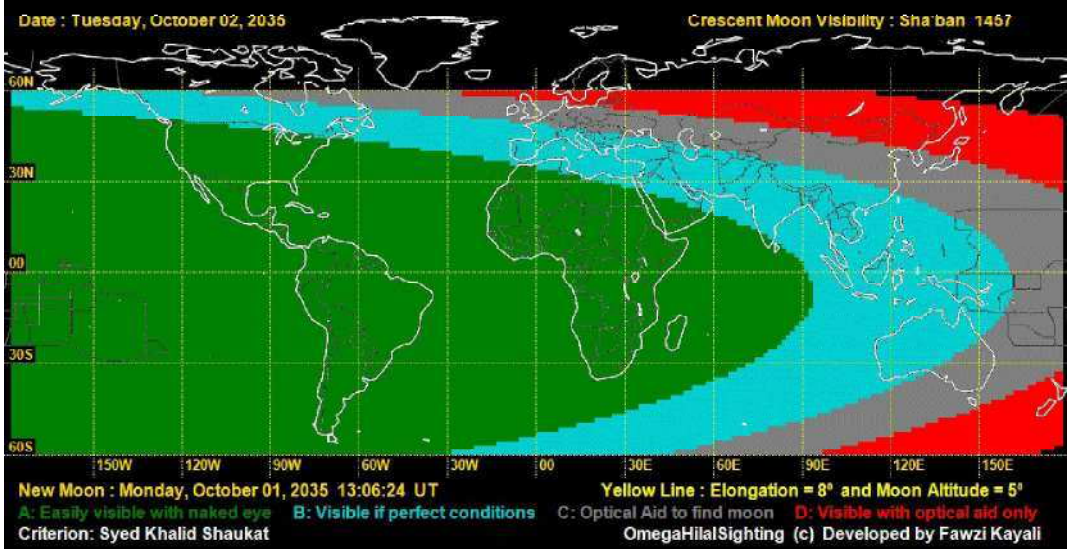 Date : Tuesday, October 02, 2035
Crescent Moon Visibility : Sha'ban 1457
60N
30N
00
30S
60S
150W 120W 90W 60W 30W 00 30E 60E 90E 120E 150E
New Moon : Monday, October 01, 2035 13:06:24 UT
Yellow Line : Elongation = 8º and Moon Altitude = 5º
A: Easily visible with naked eye B: Visible if perfect conditions C: Optical Aid to find moon D: Visible with optical aid only
Criterion: Syed Khalid Shaukat
OmegaHilalSighting (c) Developed by Fawzi Kayali